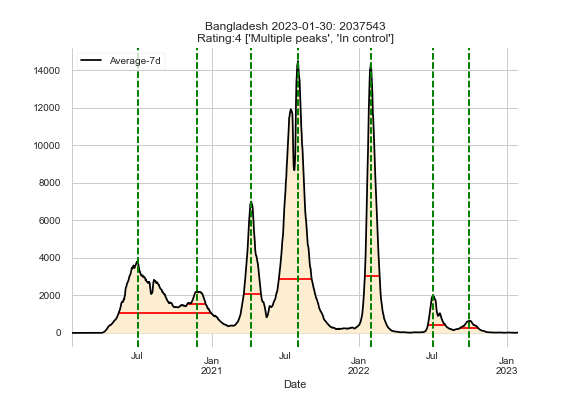 Bangladesh 2023-01-30: 2037543
Rating:4 ['Multiple peaks', 'In control']
Average-7d
14000
12000
10000
8000
6000
4000
2000
0
Jul
Jan
2021
Jul
Jan
2022
Jul
Jan
2023
Date